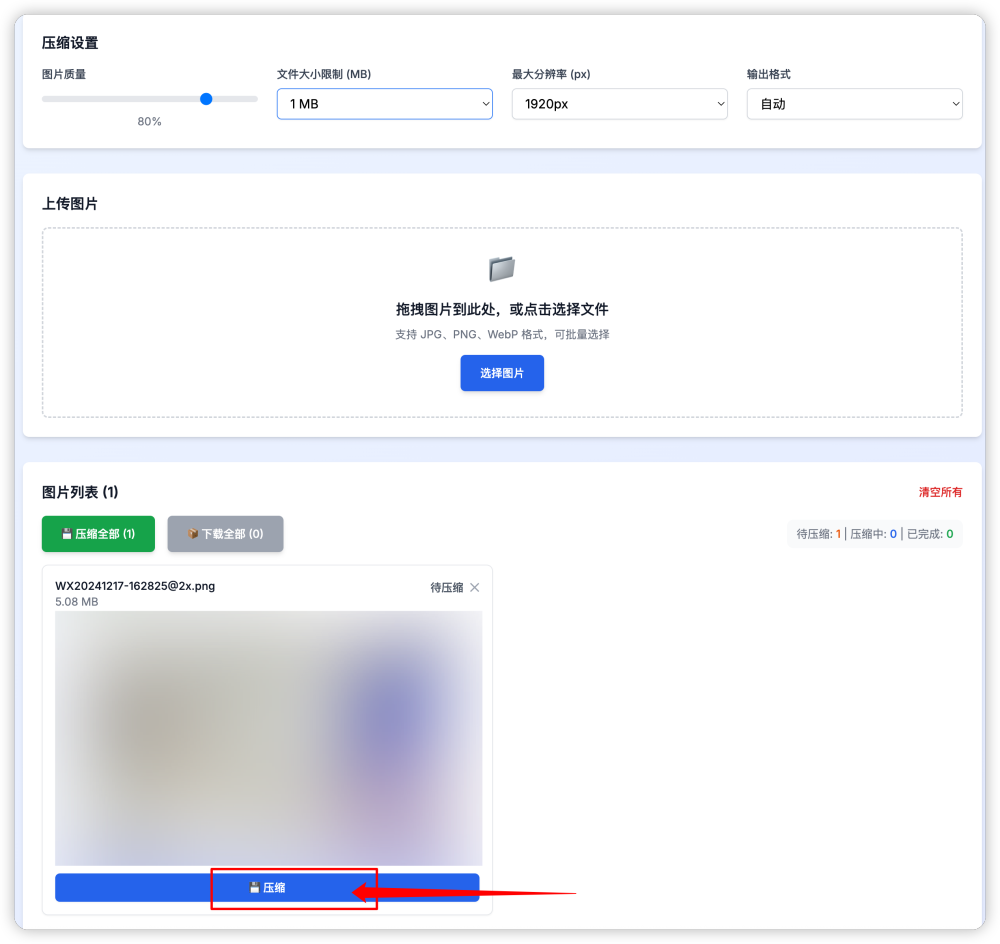 压缩设置
图片质量
文件大小限制 (MB)
最大分辨率 (px)
输出格式
80%
1 MB
1920px
自动
上传图片
拖拽图片到此处，或点击选择文件
支持 JPG、PNG、WebP 格式，可批量选择
选择图片
图片列表 (1)
清空所有
压缩全部 (1)
下载全部 (0)
待压缩: 1 | 压缩中: 0 | 已完成: 0
WX20241217-162825@2x.png
待压缩
5.08 MB
压缩